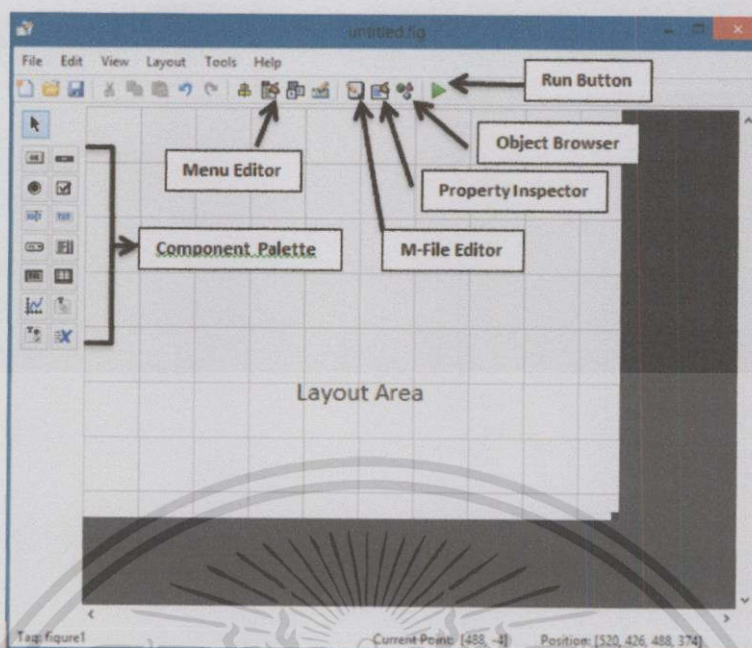 untitled.fig
File Edit View Layout Tools Help
Run Button
Object Browser
Menu Editor
Property Inspector
Component Palette
M-File Editor
Layout Area
Tag: figure1
Current Point: [488, -4]
Position: [520, 426, 488, 374]